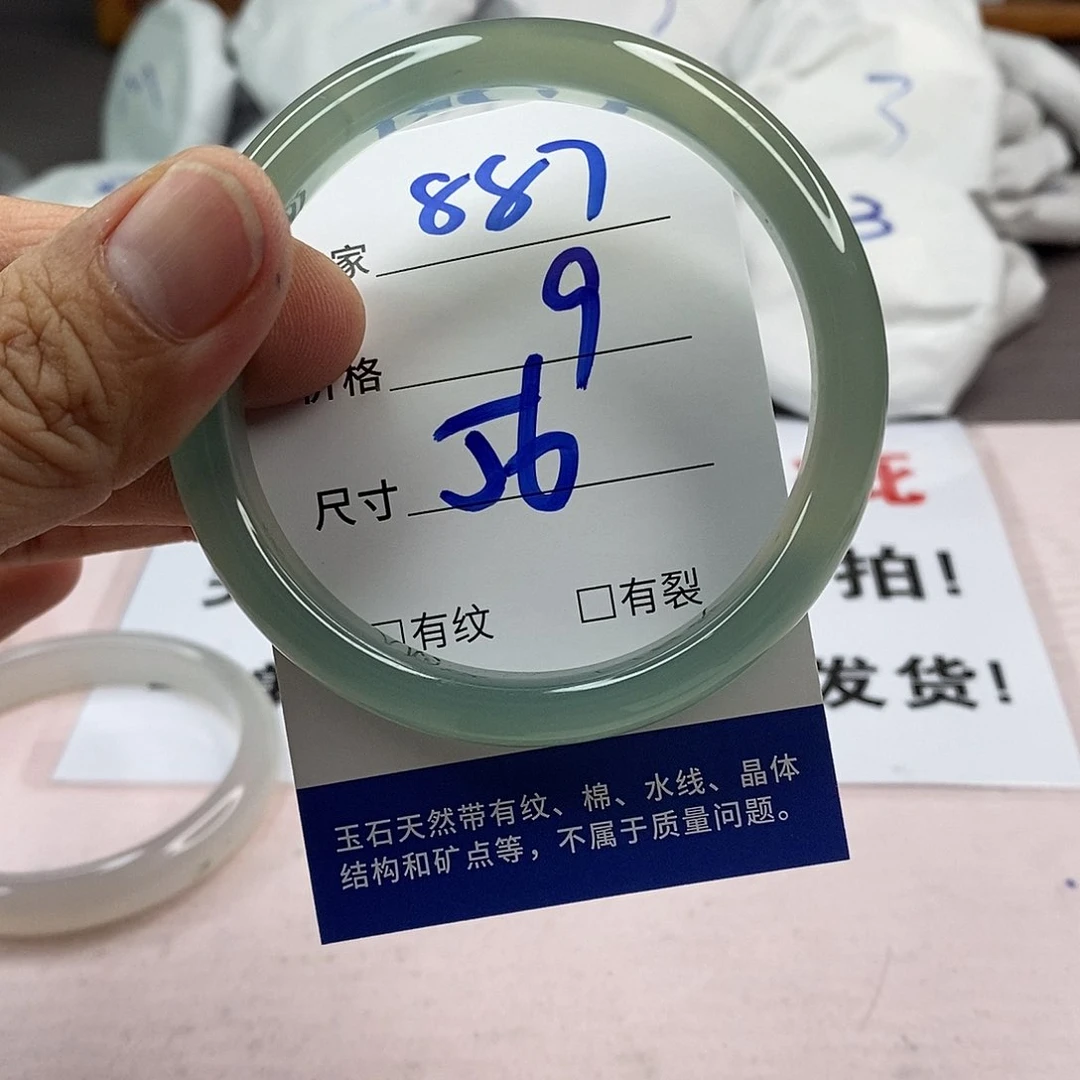 3
3
家 887
价格 9
尺寸 56
□有纹 □有裂
拍!
发货!
玉石天然带有纹、棉、水线、晶体
结构和矿点等，不属于质量问题。